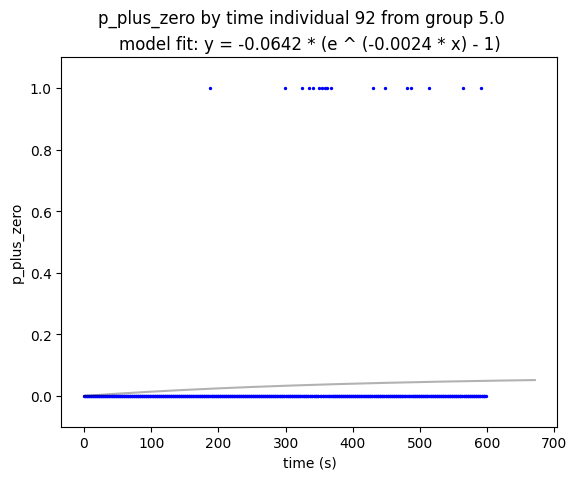 p_plus_zero by time individual 92 from group 5.0
model fit: y = -0.0642 * (e ^ (-0.0024 * x) - 1)
1.0
0.8
0.6
0.4
0.2
0.0
p_plus_zero
0 100 200 300 400 500 600 700
time (s)